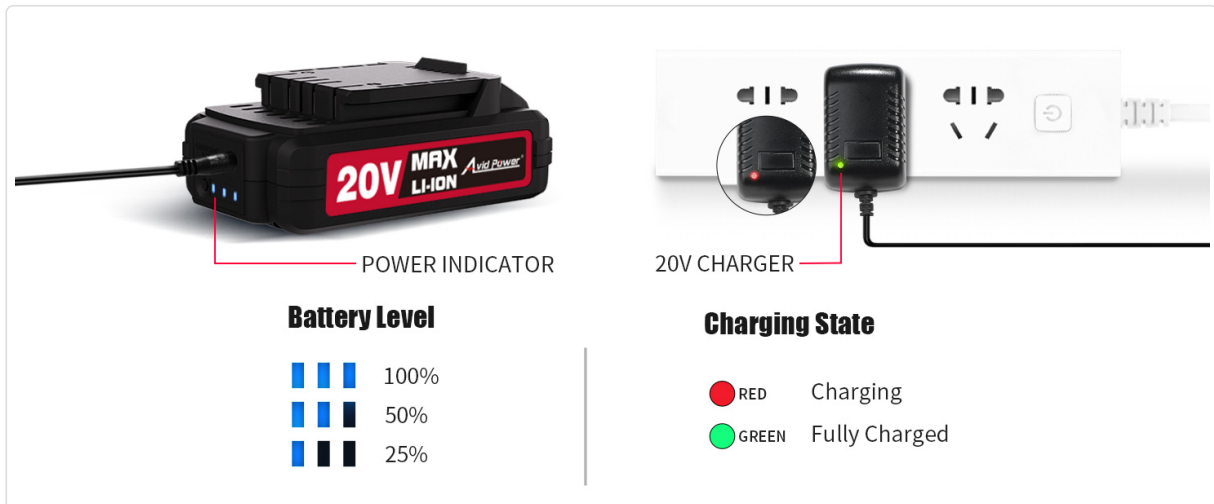 20V MAX LI-ION Avid Power
POWER INDICATOR
Battery Level
100%
50%
25%
20V CHARGER
Charging State
RED Charging
GREEN Fully Charged